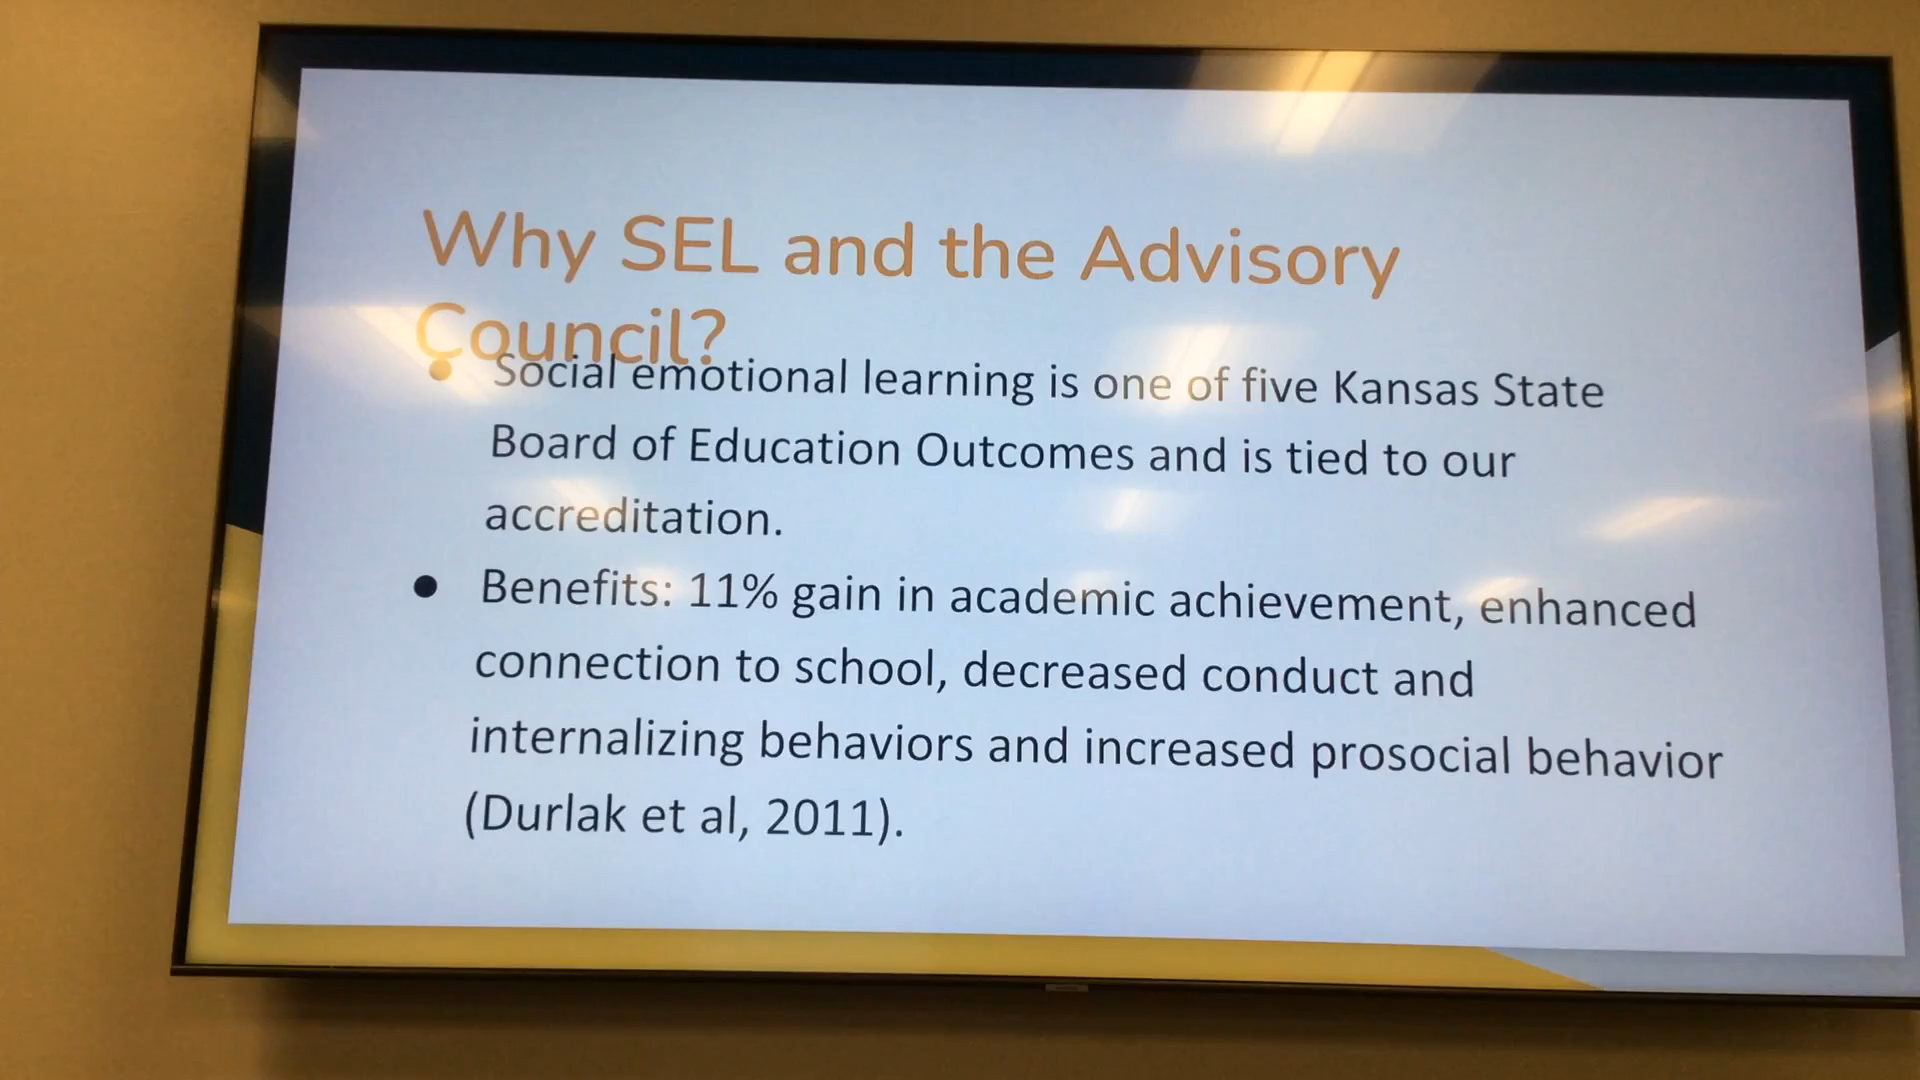 Why SEL and the Advisory
Council?
• Social emotional learning is one of five Kansas State
Board of Education Outcomes and is tied to our
accreditation.
• Benefits: 11% gain in academic achievement, enhanced
connection to school, decreased conduct and
internalizing behaviors and increased prosocial behavior
(Durlak et al, 2011).